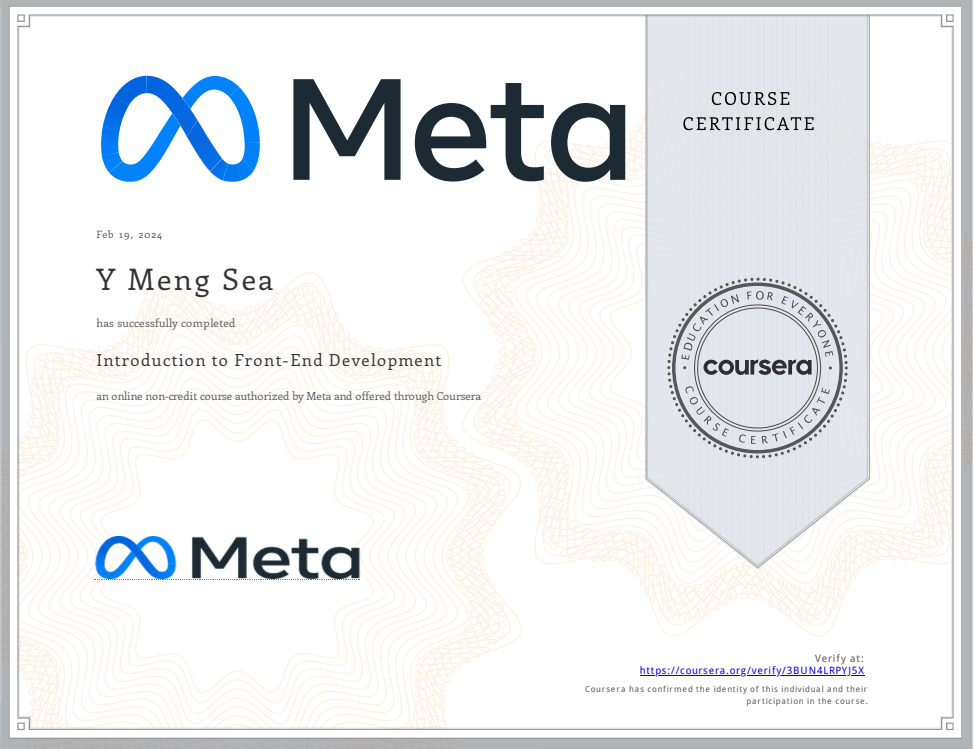 Meta
COURSE
CERTIFICATE
Feb 19, 2024
Y Meng Sea
has successfully completed
Introduction to Front-End Development
an online non-credit course authorized by Meta and offered through Coursera
EDUCATION FOR EVERYONE
coursera
COURSE CERTIFICATE
Meta
Verify at:
https://coursera.org/verify/3BUN4LRPYJ5X
Coursera has confirmed the identity of this individual and their
participation in the course.